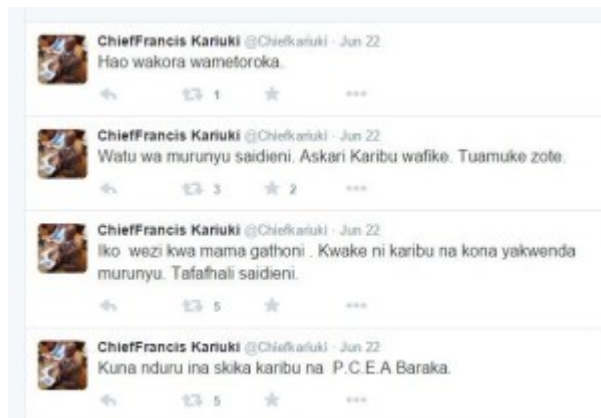 ChiefFrancis Kariuki @Chiefkariuki · Jun 22
Hao wakora wametoroka.
1
ChiefFrancis Kariuki @Chiefkariuki · Jun 22
Watu wa murunyu saidieni. Askari Karibu wafike. Tuamuke zote.
3 2
ChiefFrancis Kariuki @Chiefkariuki · Jun 22
Iko wezi kwa mama gathoni . Kwake ni karibu na kona yakwenda
murunyu. Tafafhali saidieni.
5
ChiefFrancis Kariuki @Chiefkariuki · Jun 22
Kuna nduru ina skika karibu na P.C.E.A Baraka.
5